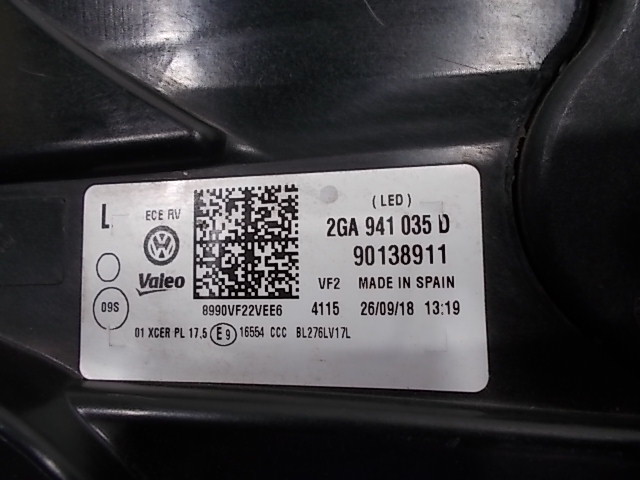 L
ECE RV
(LED)
2GA 941 035 D
90138911
Valeo
VF2 MADE IN SPAIN
09S
8990VF22VEE6
4115 26/09/18 13:19
01 XCER PL 17,5 E9 16554 CCC BL276LV17L